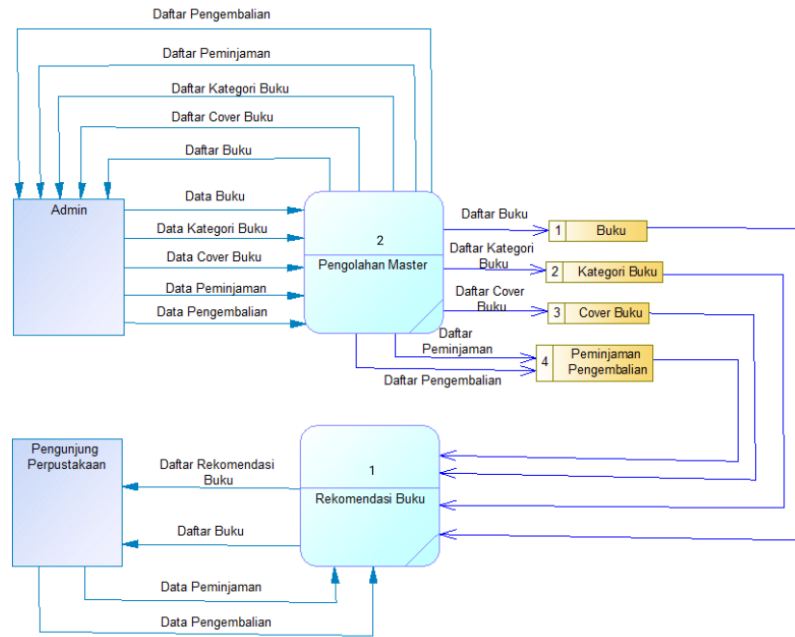 Daftar Pengembalian
Daftar Peminjaman
Daftar Kategori Buku
Daftar Cover Buku
Daftar Buku
Admin
Data Buku
Data Kategori Buku
Data Cover Buku
Data Peminjaman
Data Pengembalian
2
Pengolahan Master
Daftar Buku
1 Buku
Daftar Kategori
Buku
2 Kategori Buku
Daftar Cover
Buku
3 Cover Buku
Daftar
Peminjaman
Daftar Pengembalian
4 Peminjaman
Pengembalian
Pengunjung
Perpustakaan
Daftar Rekomendasi
Buku
Daftar Buku
1
Rekomendasi Buku
Data Peminjaman
Data Pengembalian